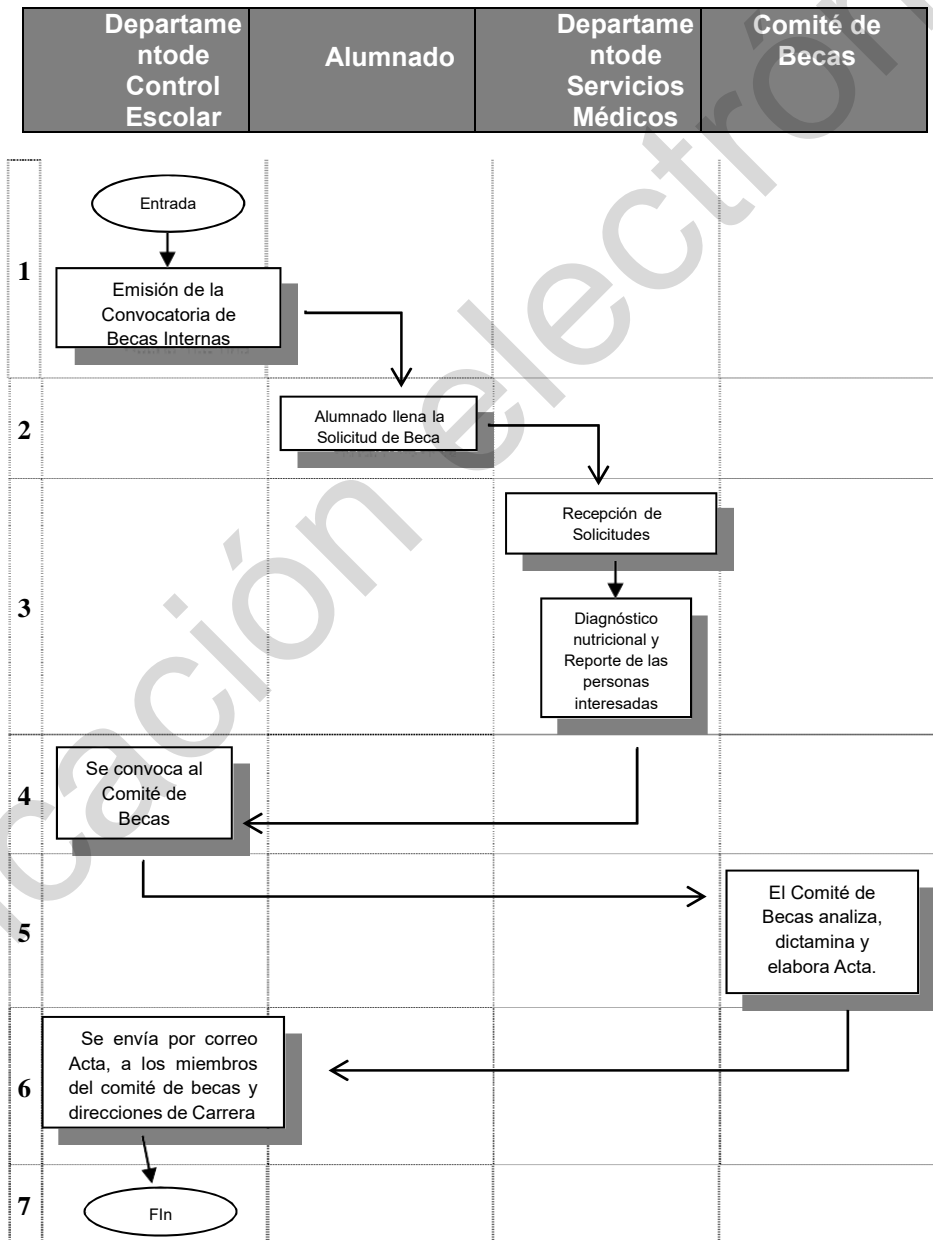 Departame
ntode
Control
Escolar
Alumnado
Departame
ntode
Servicios
Médicos
Comité de
Becas
Entrada
1
Emisión de la
Convocatoria de
Becas Internas
2
Alumnado llena la
Solicitud de Beca
Recepción de
Solicitudes
3
Diagnóstico
nutricional y
Reporte de las
personas
interesadas
4
Se convoca al
Comité de
Becas
5
El Comité de
Becas analiza,
dictamina y
elabora Acta.
6
Se envía por correo
Acta, a los miembros
del comité de becas y
direcciones de Carrera
7
FIn
icación electrón